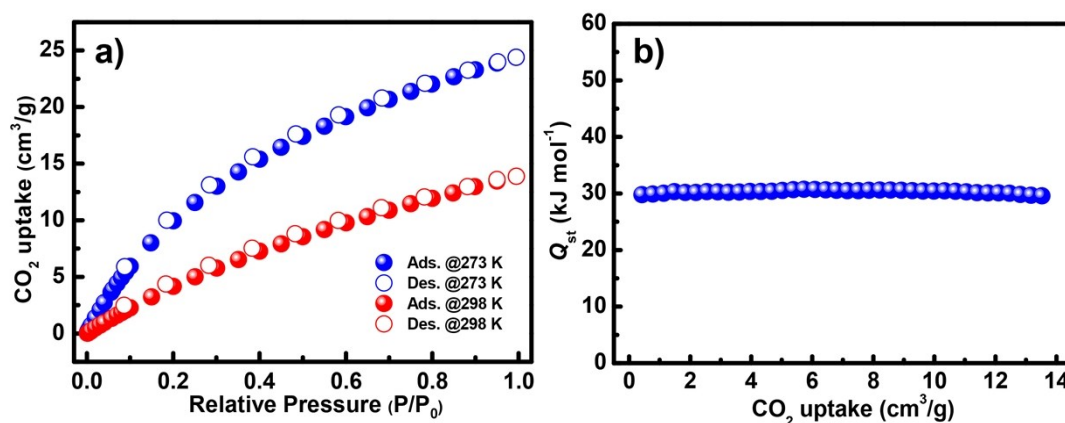 a)
CO₂ uptake (cm³/g)
25
20
15
10
5
0
Ads. @273 K
Des. @273 K
Ads. @298 K
Des. @298 K
0.0 0.2 0.4 0.6 0.8 1.0
Relative Pressure (P/P₀)
b)
Qst (kJ mol⁻¹)
60
50
40
30
20
10
0
0 2 4 6 8 10 12 14
CO₂ uptake (cm³/g)